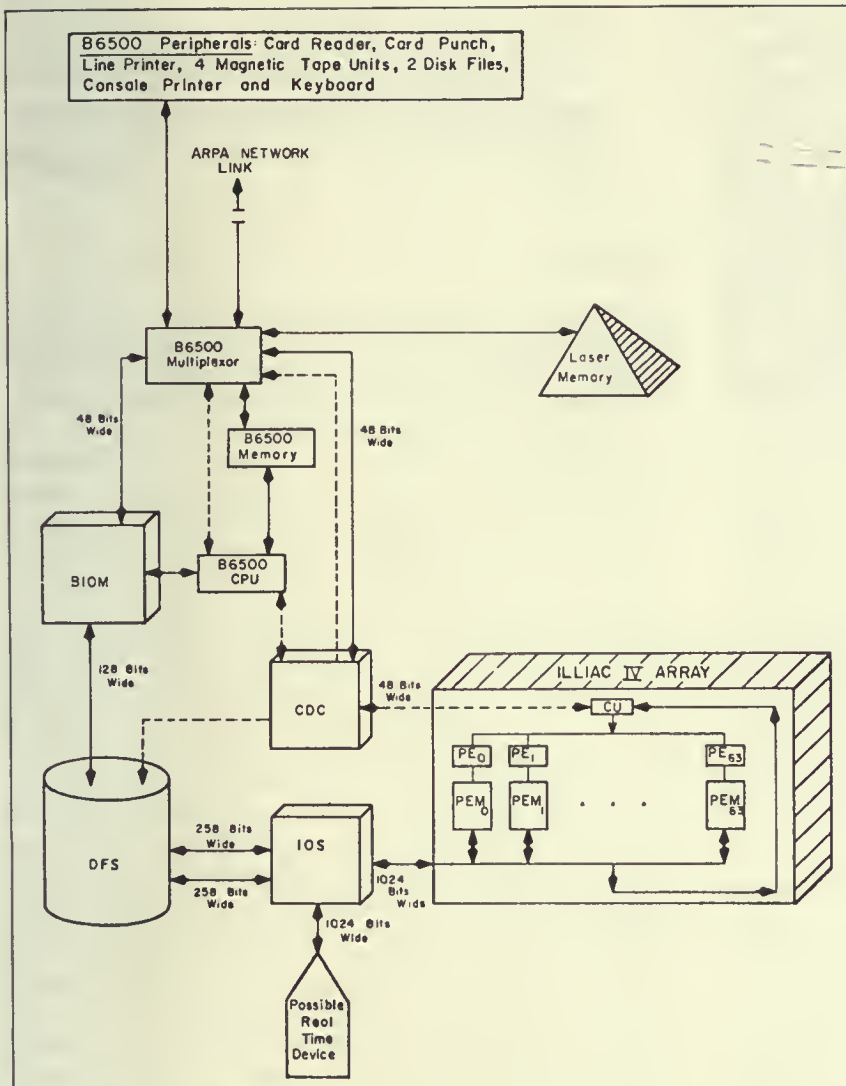 B6500 Peripherals: Card Reader, Card Punch,
Line Printer, 4 Magnetic Tape Units, 2 Disk Files,
Console Printer and Keyboard
ARPA NETWORK
LINK
B6500
Multiplexor
Laser
Memory
48 Bits
Wide
B6500
Memory
48 Bits
Wide
BIOM
B6500
CPU
128 Bits
Wide
CDC
48 Bits
Wide
ILLIAC IV ARRAY
CU
PE0
PE1
PE63
PEM0
PEM1
. . .
PEM63
DFS
258 Bits
Wide
258 Bits
Wide
IOS
1024
Bits
Wide
1024 Bits
Wide
Possible
Real
Time
Device